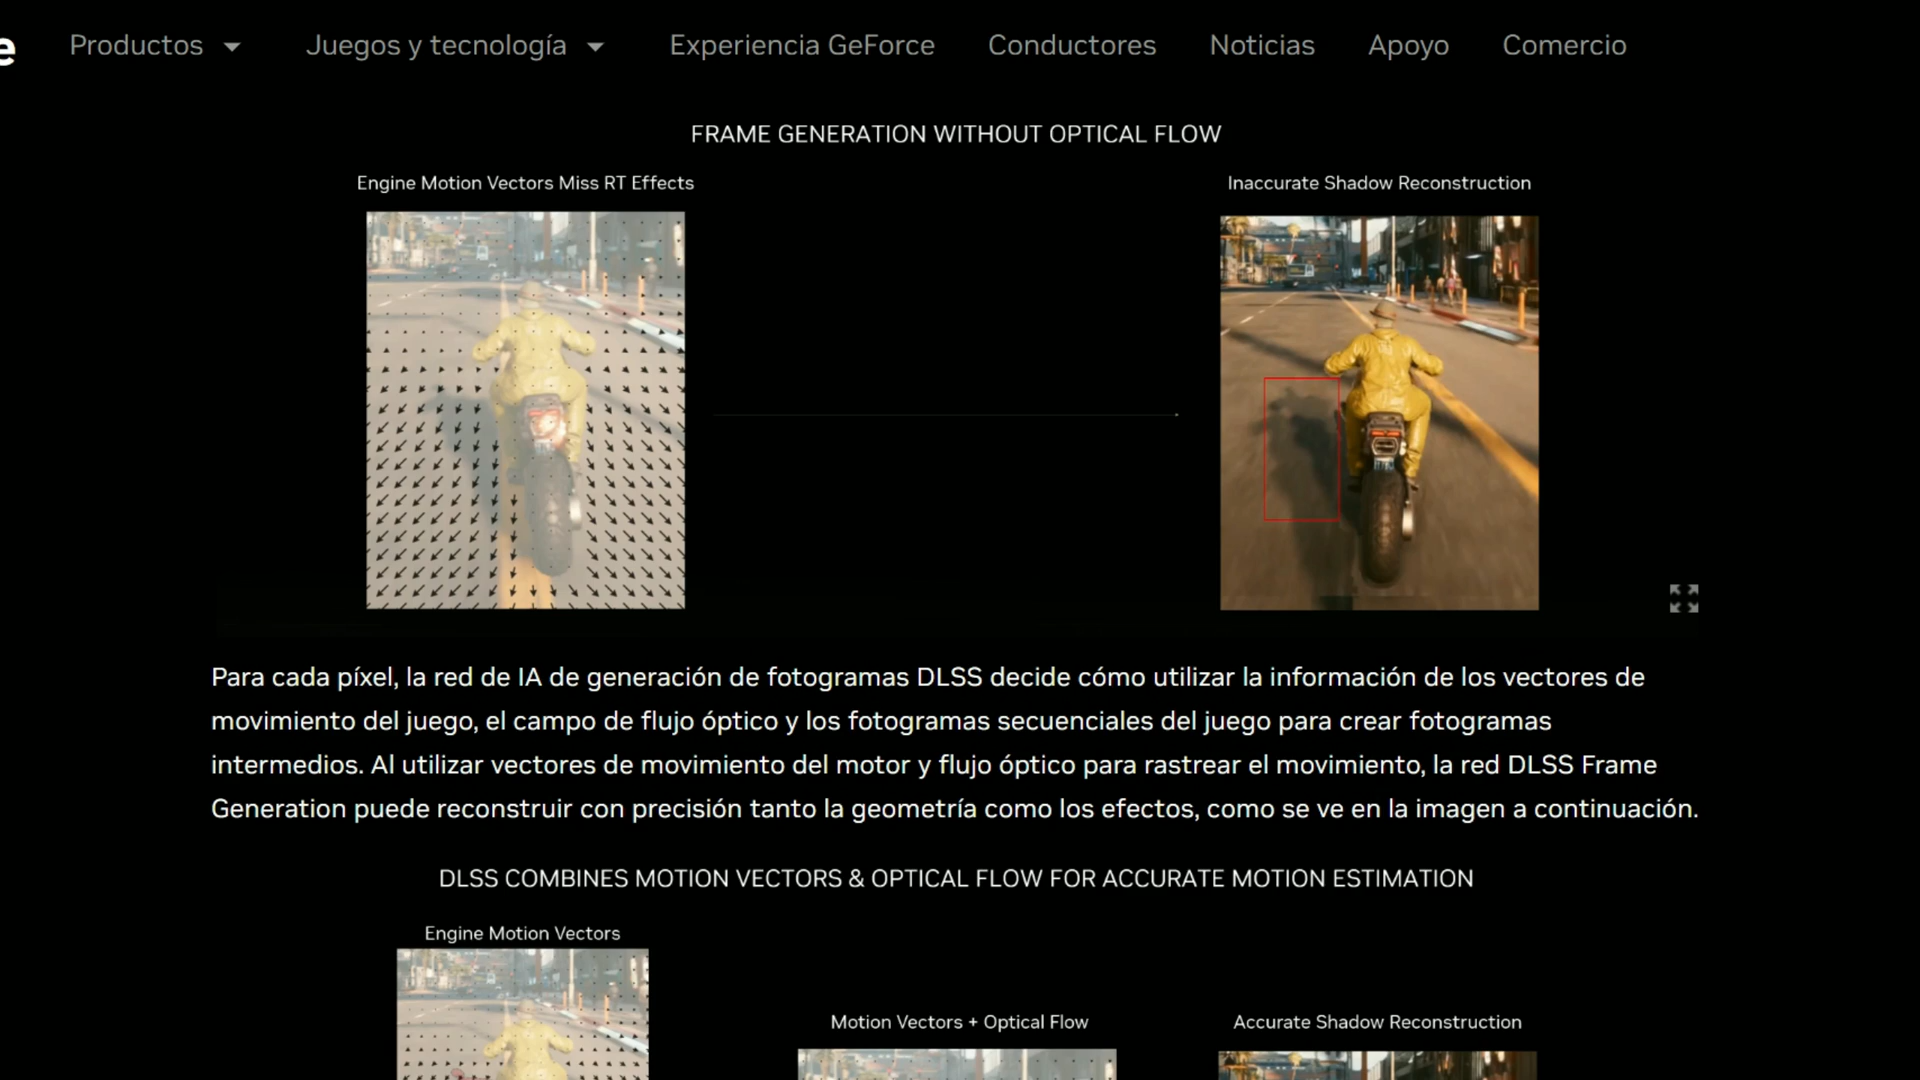 e Productos Juegos y tecnología Experiencia GeForce Conductores Noticias Apoyo Comercio
FRAME GENERATION WITHOUT OPTICAL FLOW
Engine Motion Vectors Miss RT Effects
Inaccurate Shadow Reconstruction
Para cada píxel, la red de IA de generación de fotogramas DLSS decide cómo utilizar la información de los vectores de
movimiento del juego, el campo de flujo óptico y los fotogramas secuenciales del juego para crear fotogramas
intermedios. Al utilizar vectores de movimiento del motor y flujo óptico para rastrear el movimiento, la red DLSS Frame
Generation puede reconstruir con precisión tanto la geometría como los efectos, como se ve en la imagen a continuación.
DLSS COMBINES MOTION VECTORS & OPTICAL FLOW FOR ACCURATE MOTION ESTIMATION
Engine Motion Vectors
Motion Vectors + Optical Flow
Accurate Shadow Reconstruction